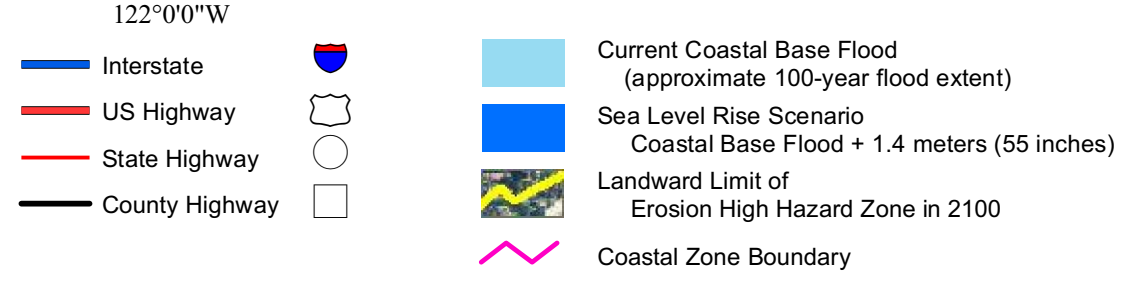 122°0'0"W
Interstate
US Highway
State Highway
County Highway
Current Coastal Base Flood
(approximate 100-year flood extent)
Sea Level Rise Scenario
Coastal Base Flood + 1.4 meters (55 inches)
Landward Limit of
Erosion High Hazard Zone in 2100
Coastal Zone Boundary